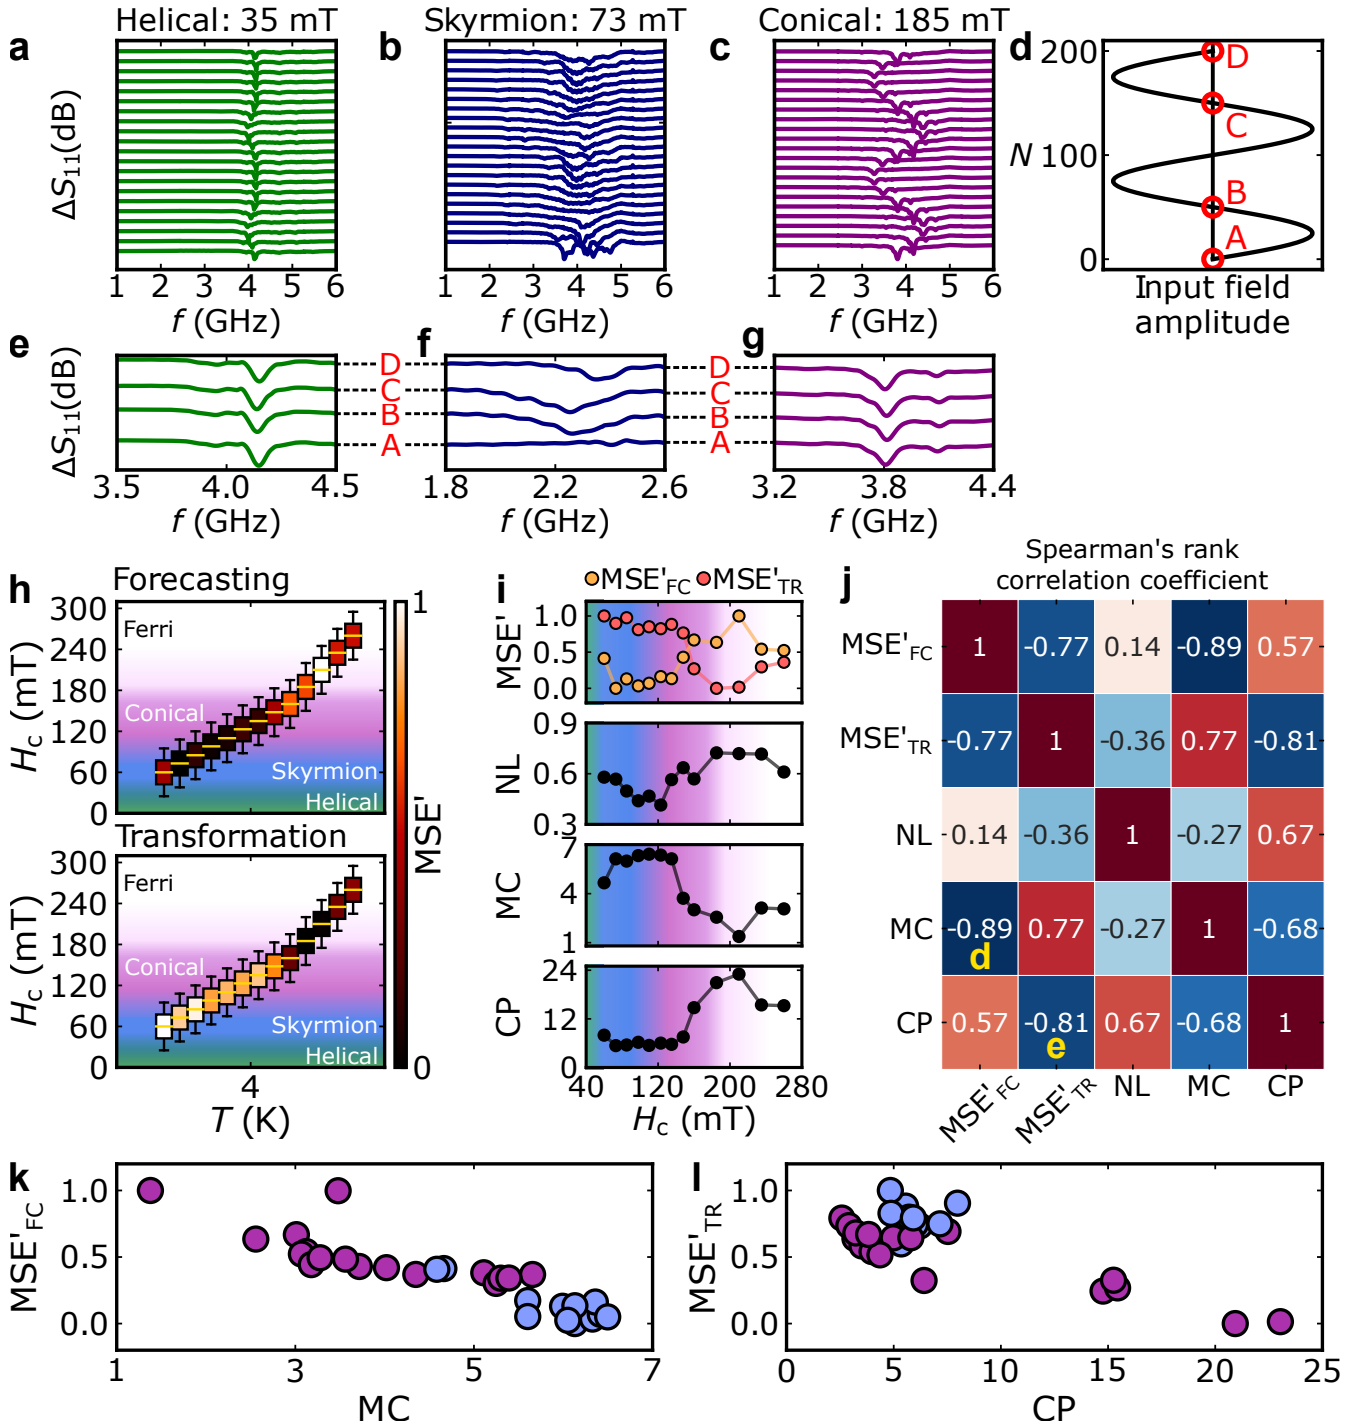 a
Helical: 35 mT
b
Skyrmion: 73 mT
c
Conical: 185 mT
d
ΔS11(dB)
1 2 3 4 5 6
f (GHz)
1 2 3 4 5 6
f (GHz)
1 2 3 4 5 6
f (GHz)
200
N 100
0
D
C
B
A
Input field
amplitude
e
f
g
ΔS11(dB)
D
C
B
A
D
C
B
A
3.5 4.0 4.5
f (GHz)
1.8 2.2 2.6
f (GHz)
3.2 3.8 4.4
f (GHz)
h
Forecasting
300
240
180
120
60
0
Hc (mT)
Ferri
Conical
Skyrmion
Helical
Transformation
300
240
180
120
60
0
Hc (mT)
Ferri
Conical
Skyrmion
Helical
4
T (K)
1
MSE'
0
i
MSE'FC MSE'TR
MSE'
1.0
0.5
0.0
NL
0.9
0.6
0.3
MC
7
4
1
CP
24
12
0
40 120 200 280
Hc (mT)
j
Spearman's rank
correlation coefficient
MSE'FC 1 -0.77 0.14 -0.89 0.57
MSE'TR -0.77 1 -0.36 0.77 -0.81
NL 0.14 -0.36 1 -0.27 0.67
MC -0.89 0.77 -0.27 1 -0.68
d
CP 0.57 -0.81 0.67 -0.68 1
e
MSE'FC MSE'TR NL MC CP
k
MSE'FC
1.0
0.5
0.0
1 3 5 7
MC
l
MSE'TR
1.0
0.5
0.0
0 5 10 15 20 25
CP